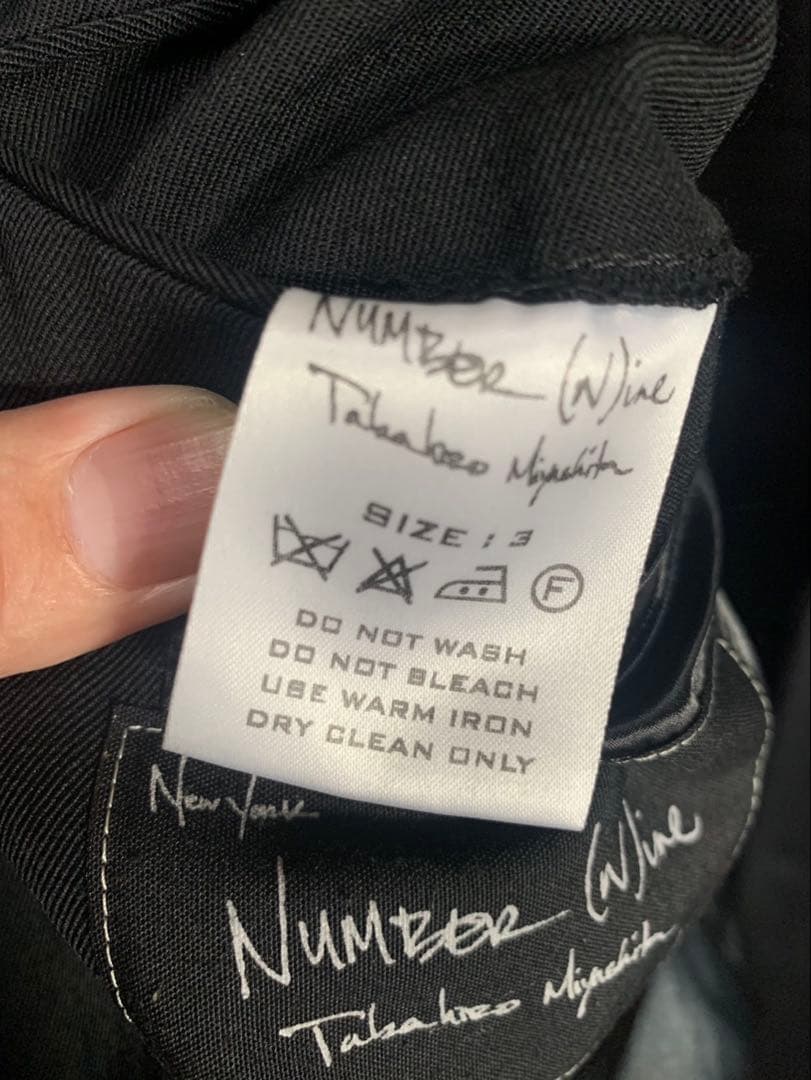 NUMBER (N)ine
Takahiro Miyashita
SIZE : 3
F
DO NOT WASH
DO NOT BLEACH
USE WARM IRON
DRY CLEAN ONLY
New York
NUMBER (N)ine
Takahiro Miyashita